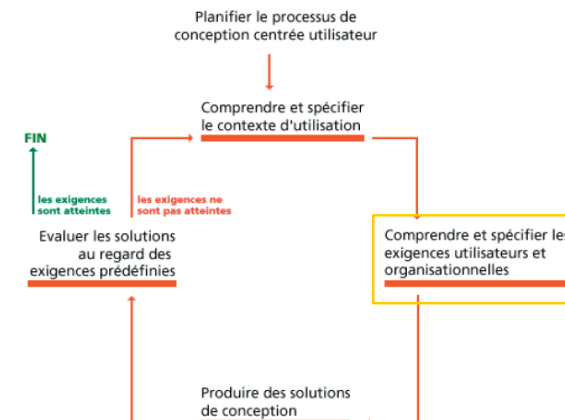 Planifier le processus de
conception centrée utilisateur
Comprendre et spécifier
le contexte d'utilisation
FIN
les exigences
sont atteintes
les exigences ne
sont pas atteintes
Evaluer les solutions
au regard des
exigences prédéfinies
Comprendre et spécifier les
exigences utilisateurs et
organisationnelles
Produire des solutions
de conception